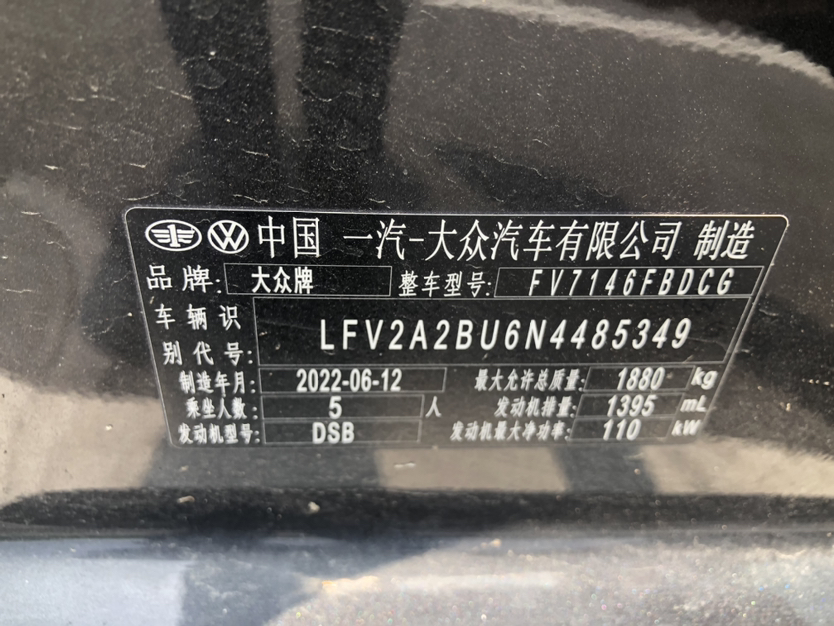 中国 一汽-大众汽车有限公司 制造
品牌: 大众牌 整车型号: FV7146FBDCG
车辆识别代号: LFV2A2BU6N4485349
制造年月: 2022-06-12 最大允许总质量: 1880 kg
乘坐人数: 5 人 发动机排量: 1395 mL
发动机型号: DSB 发动机最大净功率: 110 kW